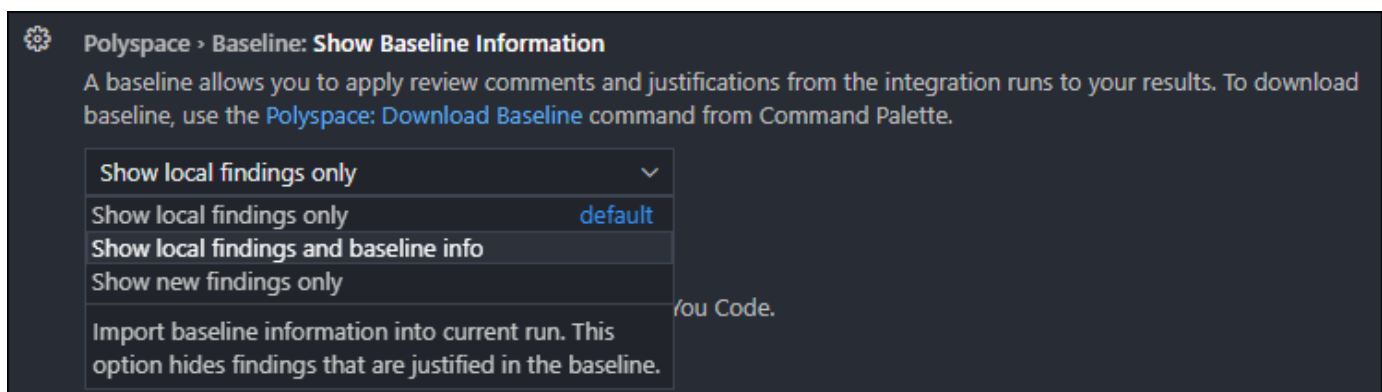 Polyspace › Baseline: Show Baseline Information
A baseline allows you to apply review comments and justifications from the integration runs to your results. To download
baseline, use the Polyspace: Download Baseline command from Command Palette.
Show local findings only
Show local findings only default
Show local findings and baseline info
Show new findings only
You Code.
Import baseline information into current run. This
option hides findings that are justified in the baseline.